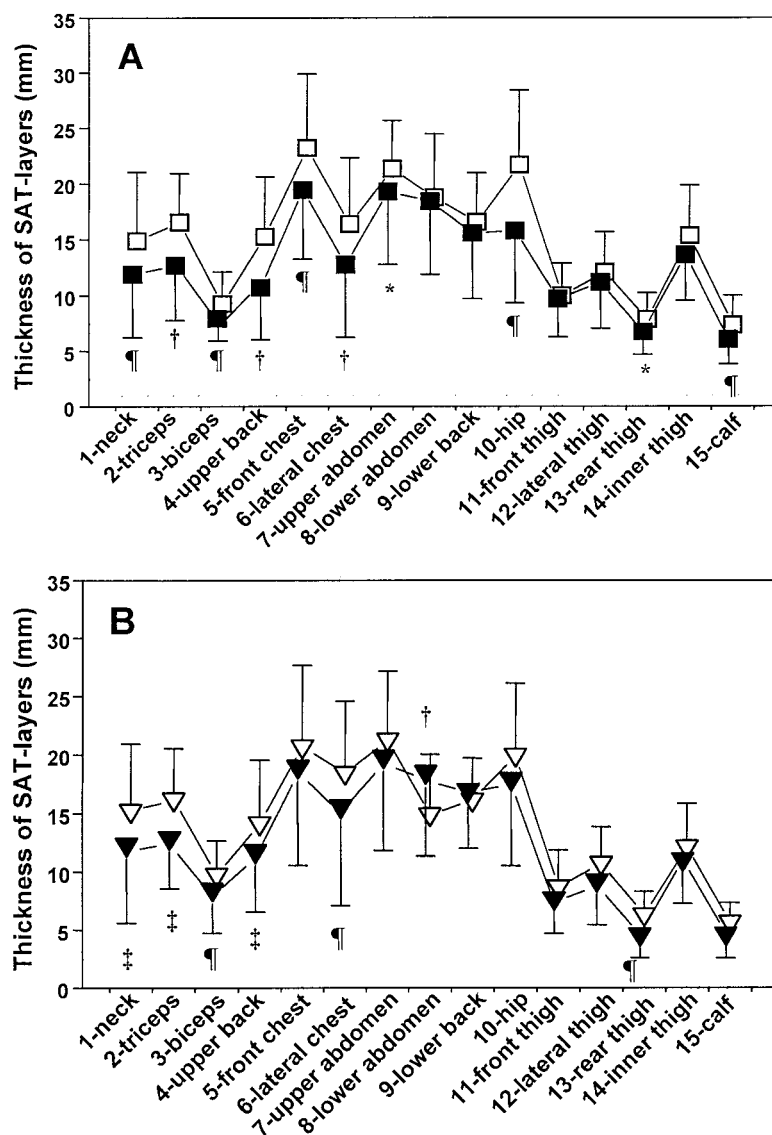 A
Thickness of SAT-layers (mm)
35
30
25
20
15
10
5
0
¶ † ¶ † ¶ † * ¶ * ¶
1-neck
2-triceps
3-biceps
4-upper back
5-front chest
6-lateral chest
7-upper abdomen
8-lower abdomen
9-lower back
10-hip
11-front thigh
12-lateral thigh
13-rear thigh
14-inner thigh
15-calf
B
Thickness of SAT-layers (mm)
35
30
25
20
15
10
5
0
‡ ‡ ¶ ‡ ¶ † ¶
1-neck
2-triceps
3-biceps
4-upper back
5-front chest
6-lateral chest
7-upper abdomen
8-lower abdomen
9-lower back
10-hip
11-front thigh
12-lateral thigh
13-rear thigh
14-inner thigh
15-calf